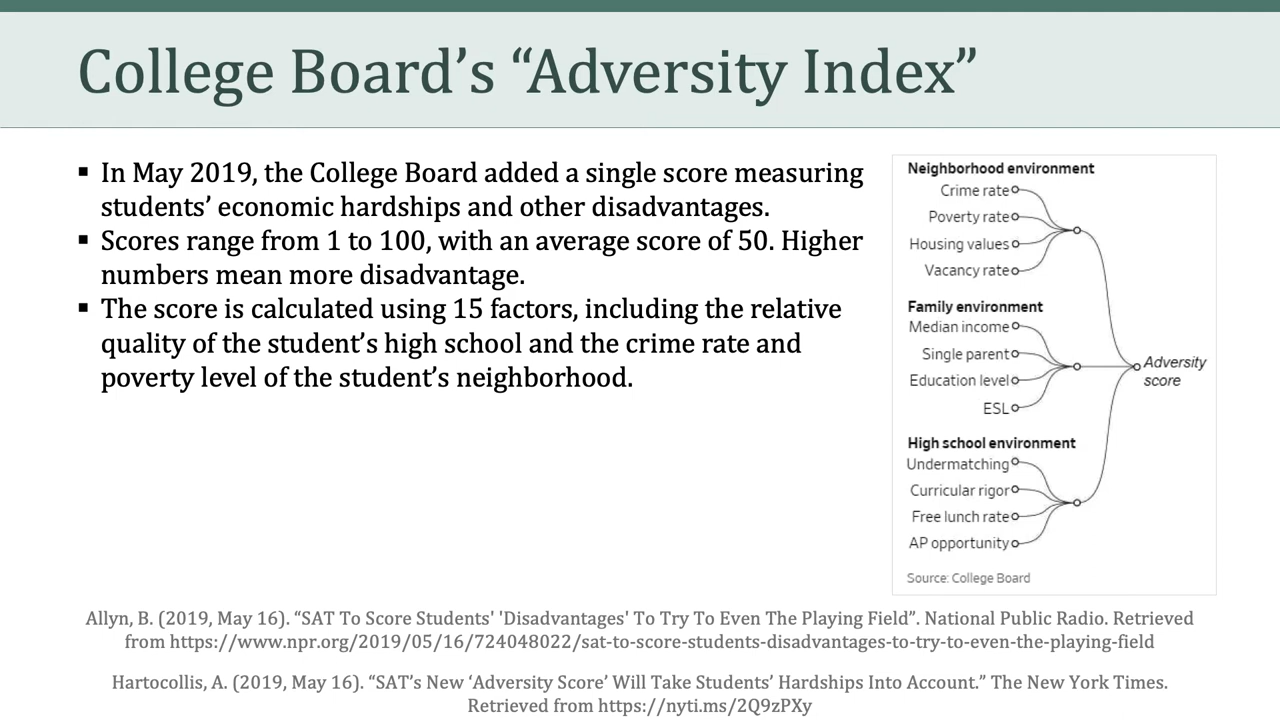 College Board’s “Adversity Index”
▪ In May 2019, the College Board added a single score measuring
students’ economic hardships and other disadvantages.
▪ Scores range from 1 to 100, with an average score of 50. Higher
numbers mean more disadvantage.
▪ The score is calculated using 15 factors, including the relative
quality of the student’s high school and the crime rate and
poverty level of the student’s neighborhood.
Neighborhood environment
Crime rate
Poverty rate
Housing values
Vacancy rate
Family environment
Median income
Single parent
Education level
ESL
High school environment
Undermatching
Curricular rigor
Free lunch rate
AP opportunity
Adversity
score
Source: College Board
Allyn, B. (2019, May 16). “SAT To Score Students' 'Disadvantages' To Try To Even The Playing Field”. National Public Radio. Retrieved
from https://www.npr.org/2019/05/16/724048022/sat-to-score-students-disadvantages-to-try-to-even-the-playing-field
Hartocollis, A. (2019, May 16). “SAT’s New ‘Adversity Score’ Will Take Students’ Hardships Into Account.” The New York Times.
Retrieved from https://nyti.ms/2Q9zPXy